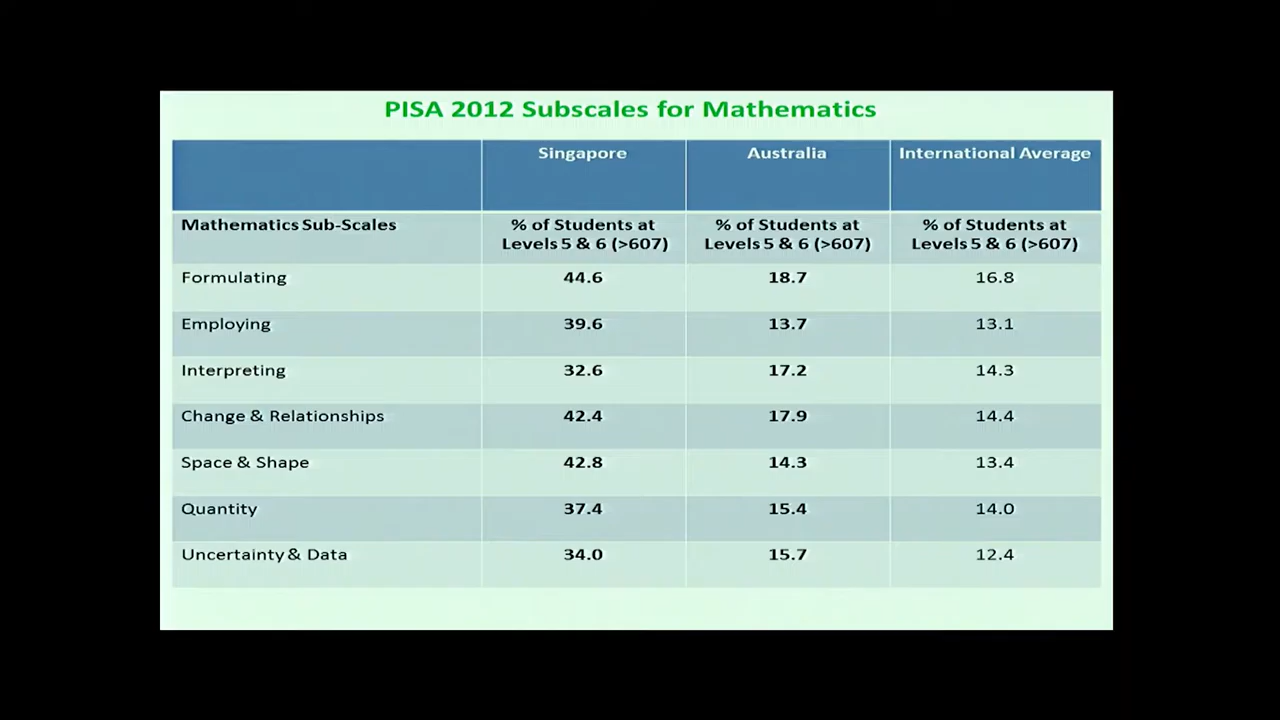 PISA 2012 Subscales for Mathematics
Singapore Australia International Average
Mathematics Sub-Scales % of Students at Levels 5 & 6 (>607) % of Students at Levels 5 & 6 (>607) % of Students at Levels 5 & 6 (>607)
Formulating 44.6 18.7 16.8
Employing 39.6 13.7 13.1
Interpreting 32.6 17.2 14.3
Change & Relationships 42.4 17.9 14.4
Space & Shape 42.8 14.3 13.4
Quantity 37.4 15.4 14.0
Uncertainty & Data 34.0 15.7 12.4